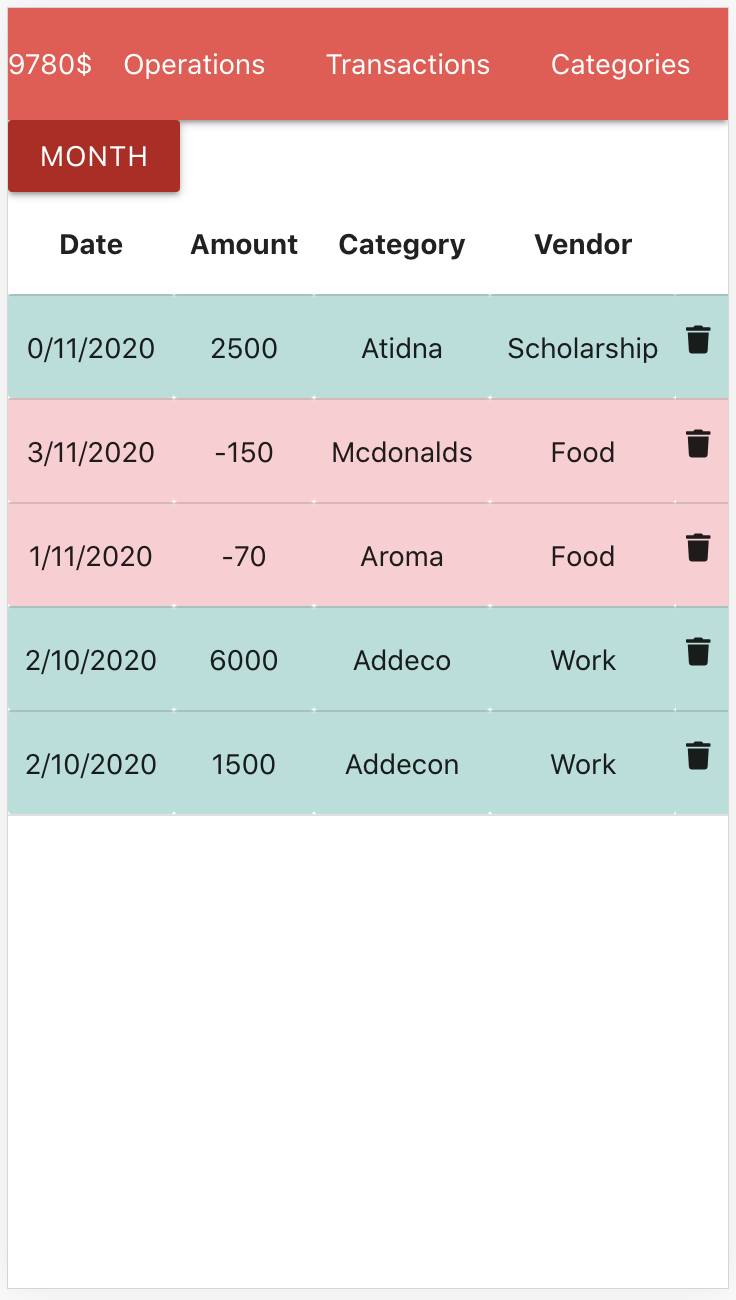 9780$ Operations Transactions Categories
MONTH
Date Amount Category Vendor
0/11/2020 2500 Atidna Scholarship
3/11/2020 -150 Mcdonalds Food
1/11/2020 -70 Aroma Food
2/10/2020 6000 Addeco Work
2/10/2020 1500 Addecon Work